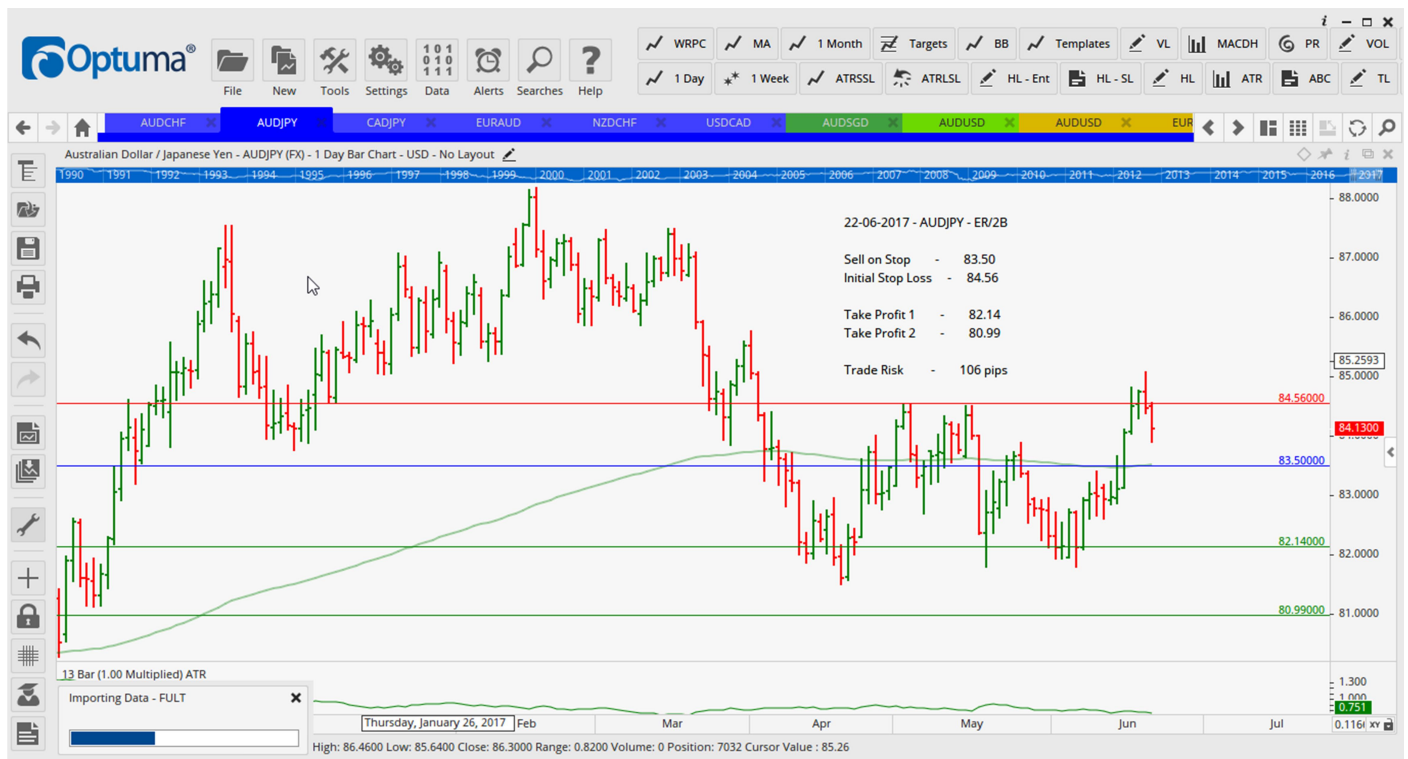 i
Optuma®
File New Tools Settings Data Alerts Searches Help
101
010
111
WRPC MA 1 Month Targets BB Templates VL MACDH PR VOL
1 Day 1 Week ATRSSL ATRLSL HL - Ent HL - SL HL ATR ABC TL
AUDCHF AUDJPY CADJPY EURAUD NZDCHF USDCAD AUDSGD AUDUSD AUDUSD EUR
Australian Dollar / Japanese Yen - AUDJPY (FX) - 1 Day Bar Chart - USD - No Layout
i
1990 1991 1992 1993 1994 1995 1996 1997 1998 1999 2000 2001 2002 2003 2004 2005 2006 2007 2008 2009 2010 2011 2012 2013 2014 2015 2016 2017
88.0000
22-06-2017 - AUDJPY - ER/2B
Sell on Stop - 83.50
87.0000
Initial Stop Loss - 84.56
Take Profit 1 - 82.14
86.0000
Take Profit 2 - 80.99
85.2593
Trade Risk - 106 pips
85.0000
84.56000
84.1300
83.50000
83.0000
82.14000
82.0000
80.99000
81.0000
13 Bar (1.00 Multiplied) ATR
1.300
Importing Data - FULT
1.000
0.751
Thursday, January 26, 2017 Feb Mar Apr May Jun Jul
XY
High: 86.4600 Low: 85.6400 Close: 86.3000 Range: 0.8200 Volume: 0 Position: 7032 Cursor Value : 85.26